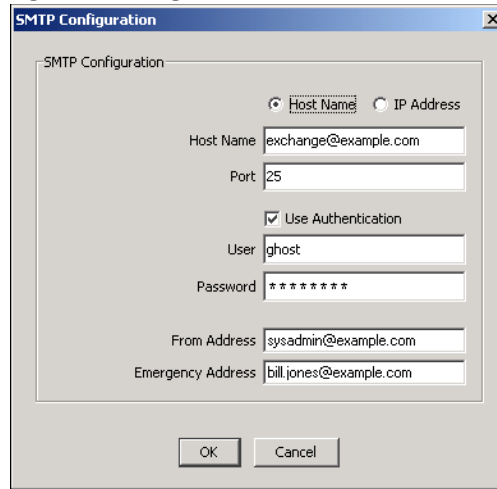 SMTP Configuration
SMTP Configuration
Host Name IP Address
Host Name exchange@example.com
Port 25
Use Authentication
User ghost
Password ********
From Address sysadmin@example.com
Emergency Address bill.jones@example.com
OK Cancel